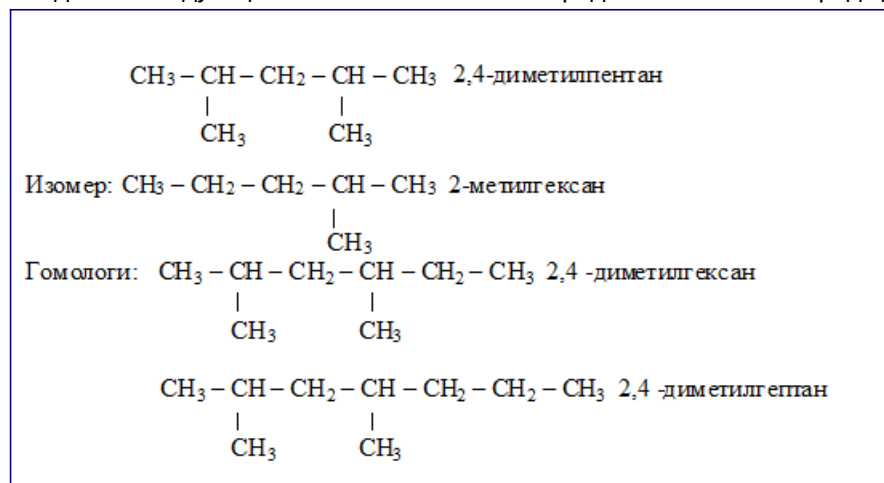 CH₃ – CH – CH₂ – CH – CH₃ 2,4-диметилпентан
| |
CH₃ CH₃
Изомер: CH₃ – CH₂ – CH₂ – CH – CH₃ 2-метилгексан
|
CH₃
Гомологи: CH₃ – CH – CH₂ – CH – CH₂ – CH₃ 2,4 -диметилгексан
| |
CH₃ CH₃
CH₃ – CH – CH₂ – CH – CH₂ – CH₂ – CH₃ 2,4 -диметилгептан
| |
CH₃ CH₃